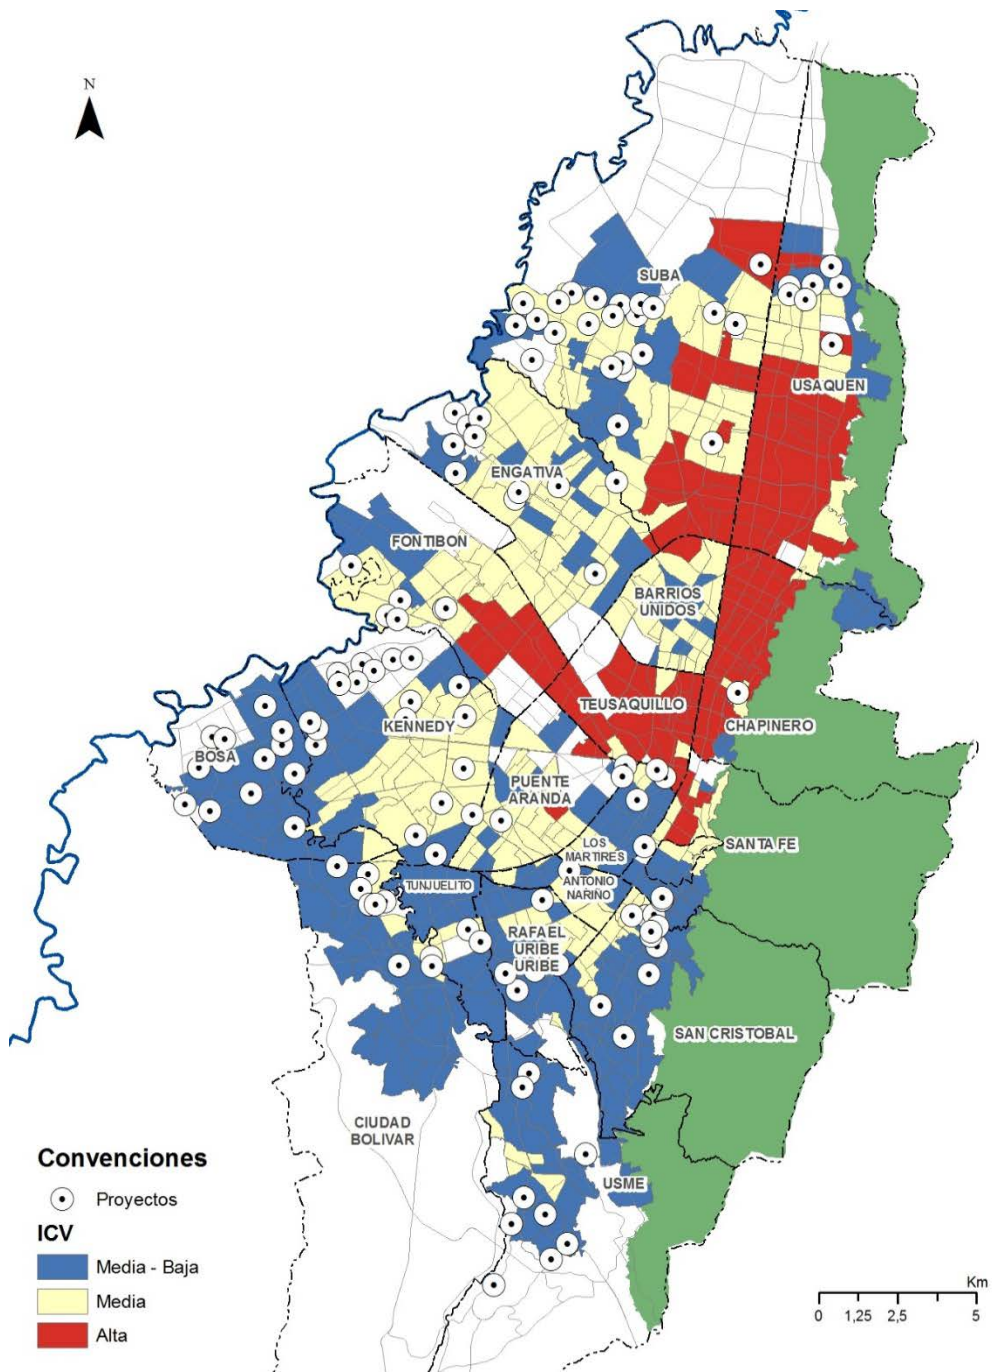 N
SUBA
USAQUEN
ENGATIVA
FONTIBON
BARRIOS
UNIDOS
TEUSAQUILLO
CHAPINERO
KENNEDY
BOSA
PUENTE
ARANDA
LOS
MARTIRES
SANTA FE
ANTONIO
NARIÑO
TUNJUELITO
RAFAEL
URIBE
URIBE
SAN CRISTOBAL
CIUDAD
BOLIVAR
USME
Convenciones
Proyectos
ICV
Media - Baja
Media
Alta
Km
0 1,25 2,5 5